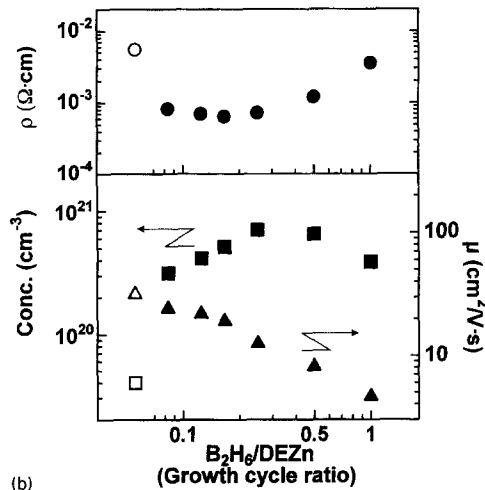 10⁻²
10⁻³
10⁻⁴
ρ (Ω·cm)
10²¹
10²⁰
Conc. (cm⁻³)
100
10
μ (cm²/V·s)
0.1 0.5 1
B₂H₆/DEZn
(Growth cycle ratio)
(b)